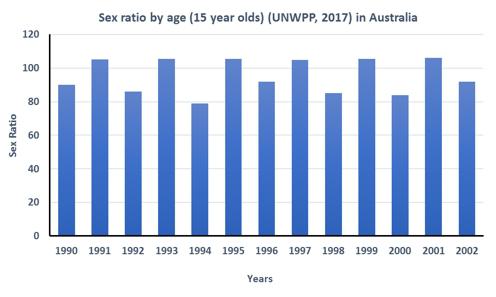 Sex ratio by age (15 year olds) (UNWPP, 2017) in Australia
120
100
80
60
40
20
0
Sex Ratio
1990 1991 1992 1993 1994 1995 1996 1997 1998 1999 2000 2001 2002
Years